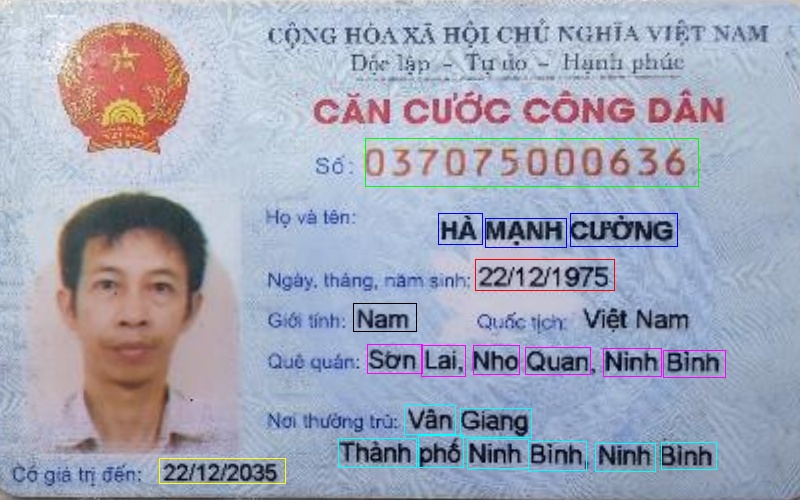 CỘNG HÒA XÃ HỘI CHỦ NGHĨA VIỆT NAM
Độc lập - Tự do - Hạnh phúc
CĂN CƯỚC CÔNG DÂN
Số: 037075000636
Họ và tên: HÀ MẠNH CƯỜNG
Ngày, tháng, năm sinh: 22/12/1975
Giới tính: Nam Quốc tịch: Việt Nam
Quê quán: Sơn Lai, Nho Quan, Ninh Bình
Nơi thường trú: Vân Giang
Thành phố Ninh Bình, Ninh Bình
Có giá trị đến: 22/12/2035